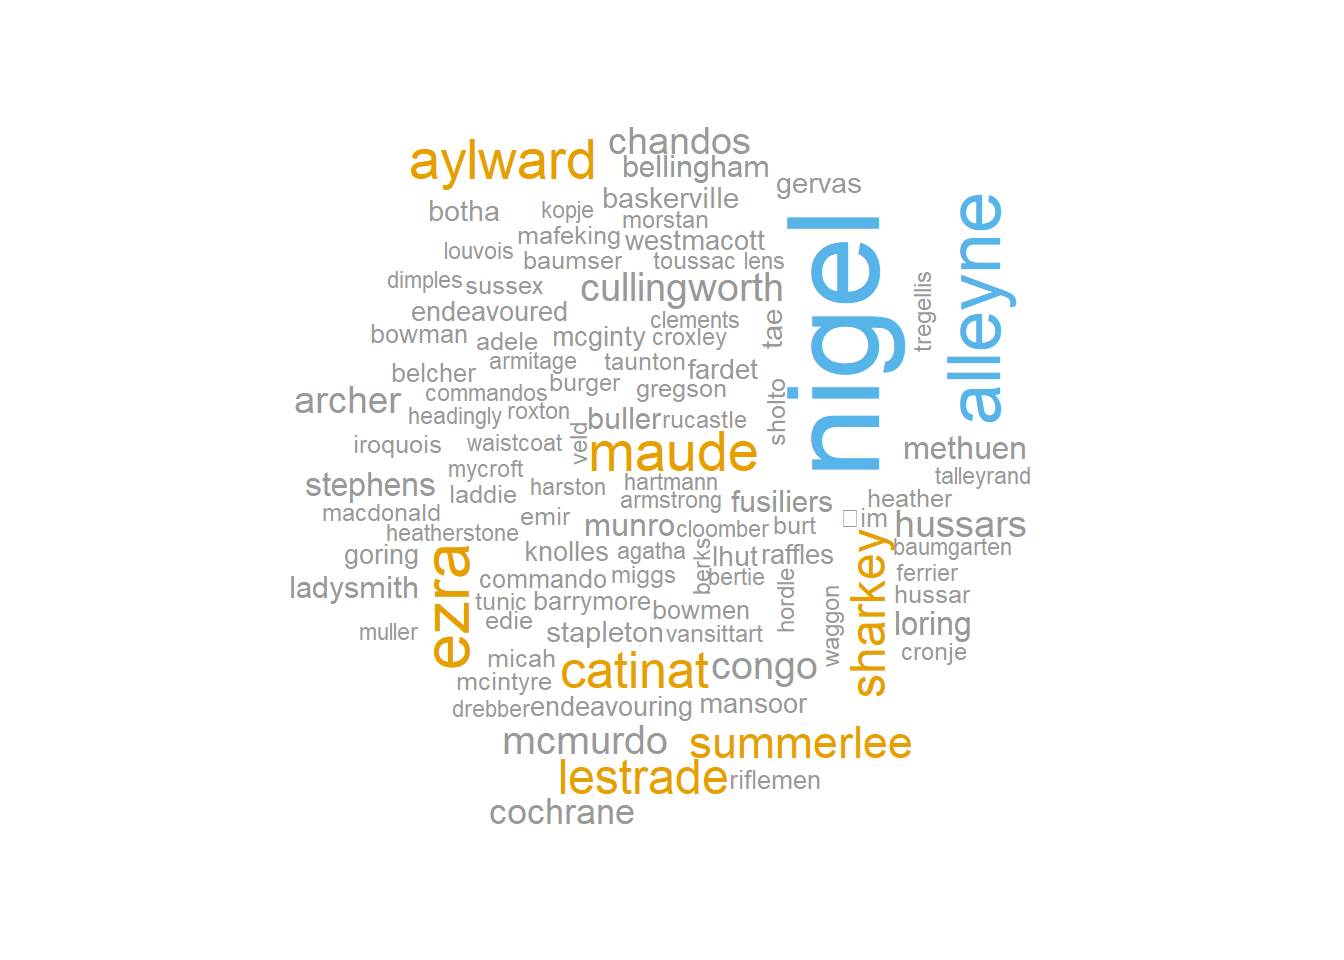 chandos
aylward
bellingham
gervas
baskerville
botha
kopje
morstan
nigel
alleyne
mafeking
westmacott
louvois
baumser
toussac
lens
dimples
sussex
cullingworth
tregellis
endeavoured
clements
tae
bowman
adele
mcginty
croxley
armitage
taunton
fardet
belcher
burger
gregson
commandos
archer
sholto
headingly
roxton
buller
rucastle
iroquois
waistcoat
veld
maude
methuen
mycroft
talleyrand
stephens
laddie
harston
hartmann
armstrong
fusiliers
heather
macdonald
emir
munro
cloomber
burt
im
hussars
heatherstone
goring
ezra
knolles
agatha
berks
lhut
raffles
sharkey
baumgarten
commando
miggs
bertie
hordle
ferrier
ladysmith
tunic
barrymore
bowmen
waggon
hussar
edie
muller
stapleton
vansittart
loring
micah
catinat
congo
cronje
mcintyre
drebber
endeavouring
mansoor
mcmurdo
summerlee
lestrade
riflemen
cochrane